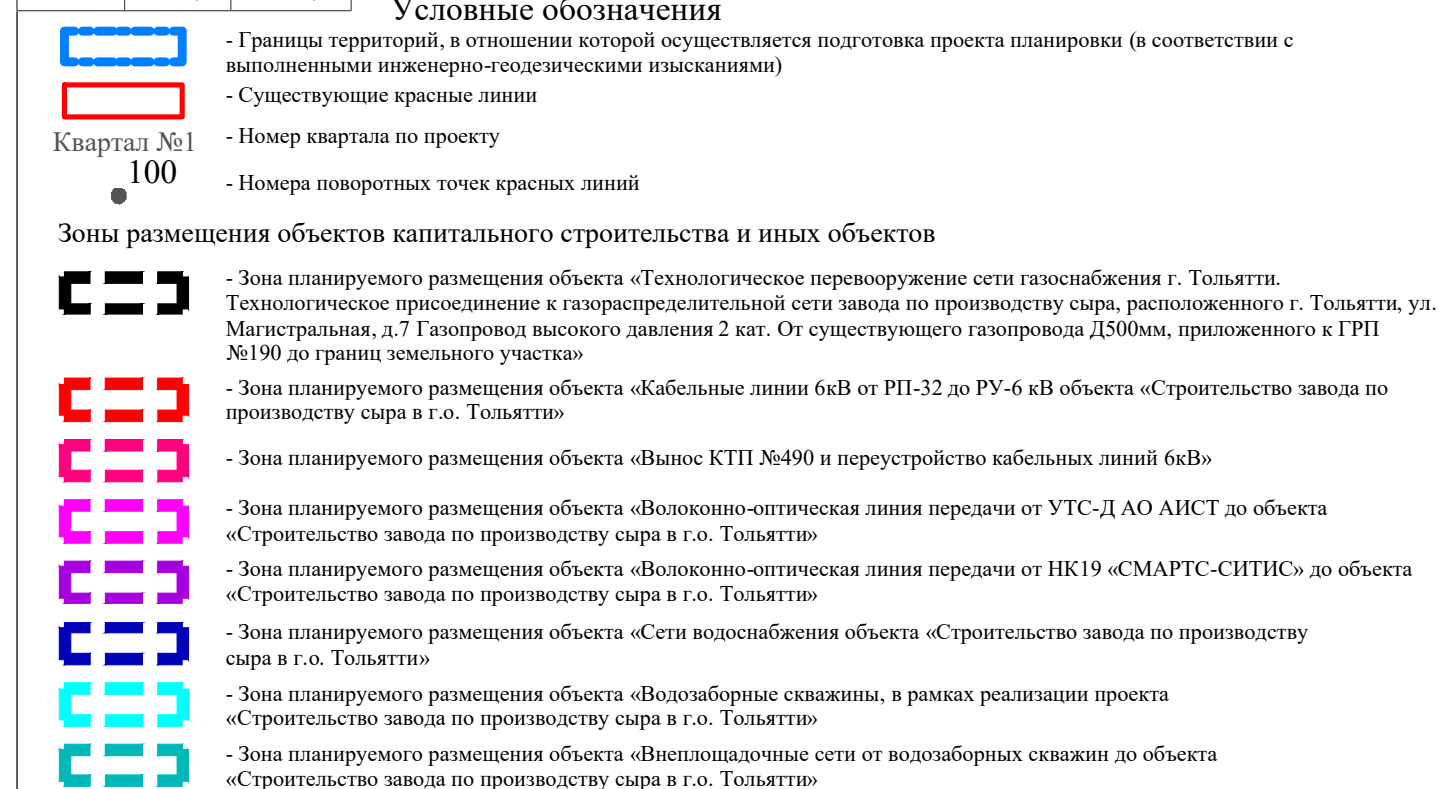 Условные обозначения
- Границы территорий, в отношении которой осуществляется подготовка проекта планировки (в соответствии с
выполненными инженерно-геодезическими изысканиями)
- Существующие красные линии
Квартал №1
- Номер квартала по проекту
100
- Номера поворотных точек красных линий
Зоны размещения объектов капитального строительства и иных объектов
- Зона планируемого размещения объекта «Технологическое перевооружение сети газоснабжения г. Тольятти.
Технологическое присоединение к газораспределительной сети завода по производству сыра, расположенного г. Тольятти, ул.
Магистральная, д.7 Газопровод высокого давления 2 кат. От существующего газопровода Д500мм, приложенного к ГРП
№190 до границ земельного участка»
- Зона планируемого размещения объекта «Кабельные линии 6кВ от РП-32 до РУ-6 кВ объекта «Строительство завода по
производству сыра в г.о. Тольятти»
- Зона планируемого размещения объекта «Вынос КТП №490 и переустройство кабельных линий 6кВ»
- Зона планируемого размещения объекта «Волоконно-оптическая линия передачи от УТС-Д АО АИСТ до объекта
«Строительство завода по производству сыра в г.о. Тольятти»
- Зона планируемого размещения объекта «Волоконно-оптическая линия передачи от НК19 «СМАРТС-СИТИС» до объекта
«Строительство завода по производству сыра в г.о. Тольятти»
- Зона планируемого размещения объекта «Сети водоснабжения объекта «Строительство завода по производству
сыра в г.о. Тольятти»
- Зона планируемого размещения объекта «Водозаборные скважины, в рамках реализации проекта
«Строительство завода по производству сыра в г.о. Тольятти»
- Зона планируемого размещения объекта «Внеплощадочные сети от водозаборных скважин до объекта
«Строительство завода по производству сыра в г.о. Тольятти»